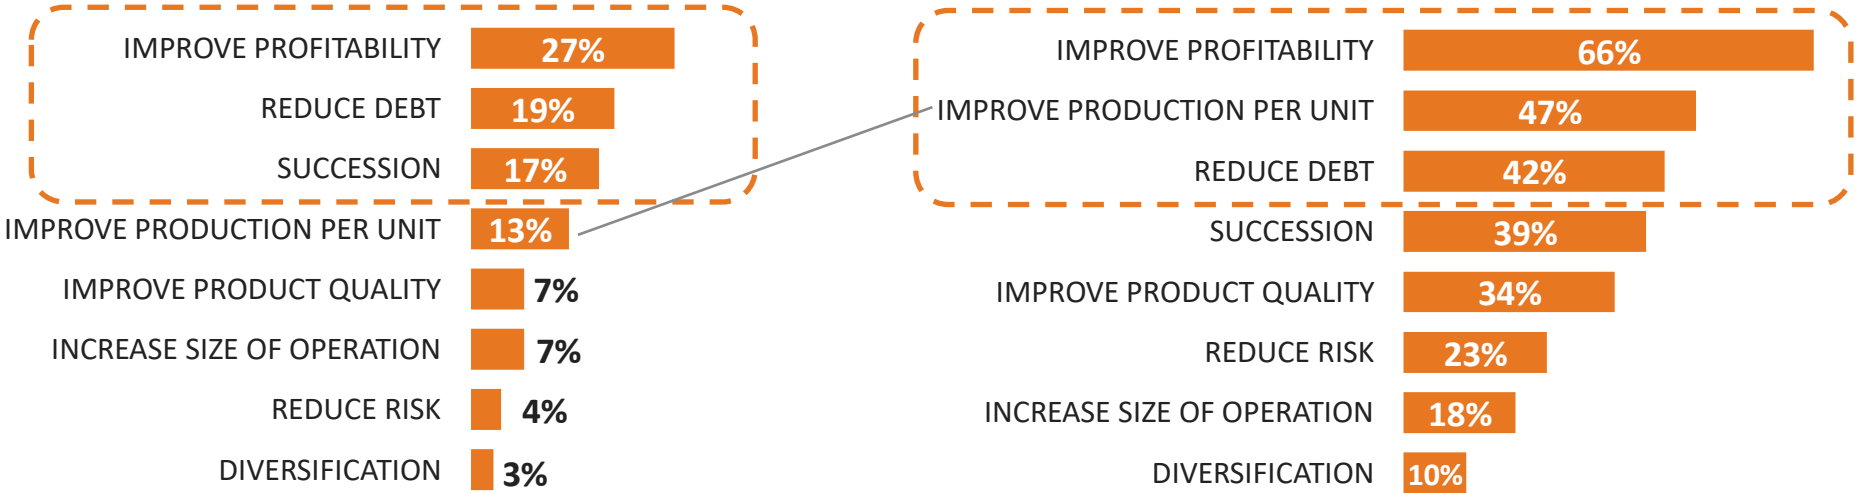 IMPROVE PROFITABILITY 27%
REDUCE DEBT 19%
SUCCESSION 17%
IMPROVE PRODUCTION PER UNIT 13%
IMPROVE PRODUCT QUALITY 7%
INCREASE SIZE OF OPERATION 7%
REDUCE RISK 4%
DIVERSIFICATION 3%
IMPROVE PROFITABILITY 66%
IMPROVE PRODUCTION PER UNIT 47%
REDUCE DEBT 42%
SUCCESSION 39%
IMPROVE PRODUCT QUALITY 34%
REDUCE RISK 23%
INCREASE SIZE OF OPERATION 18%
DIVERSIFICATION 10%